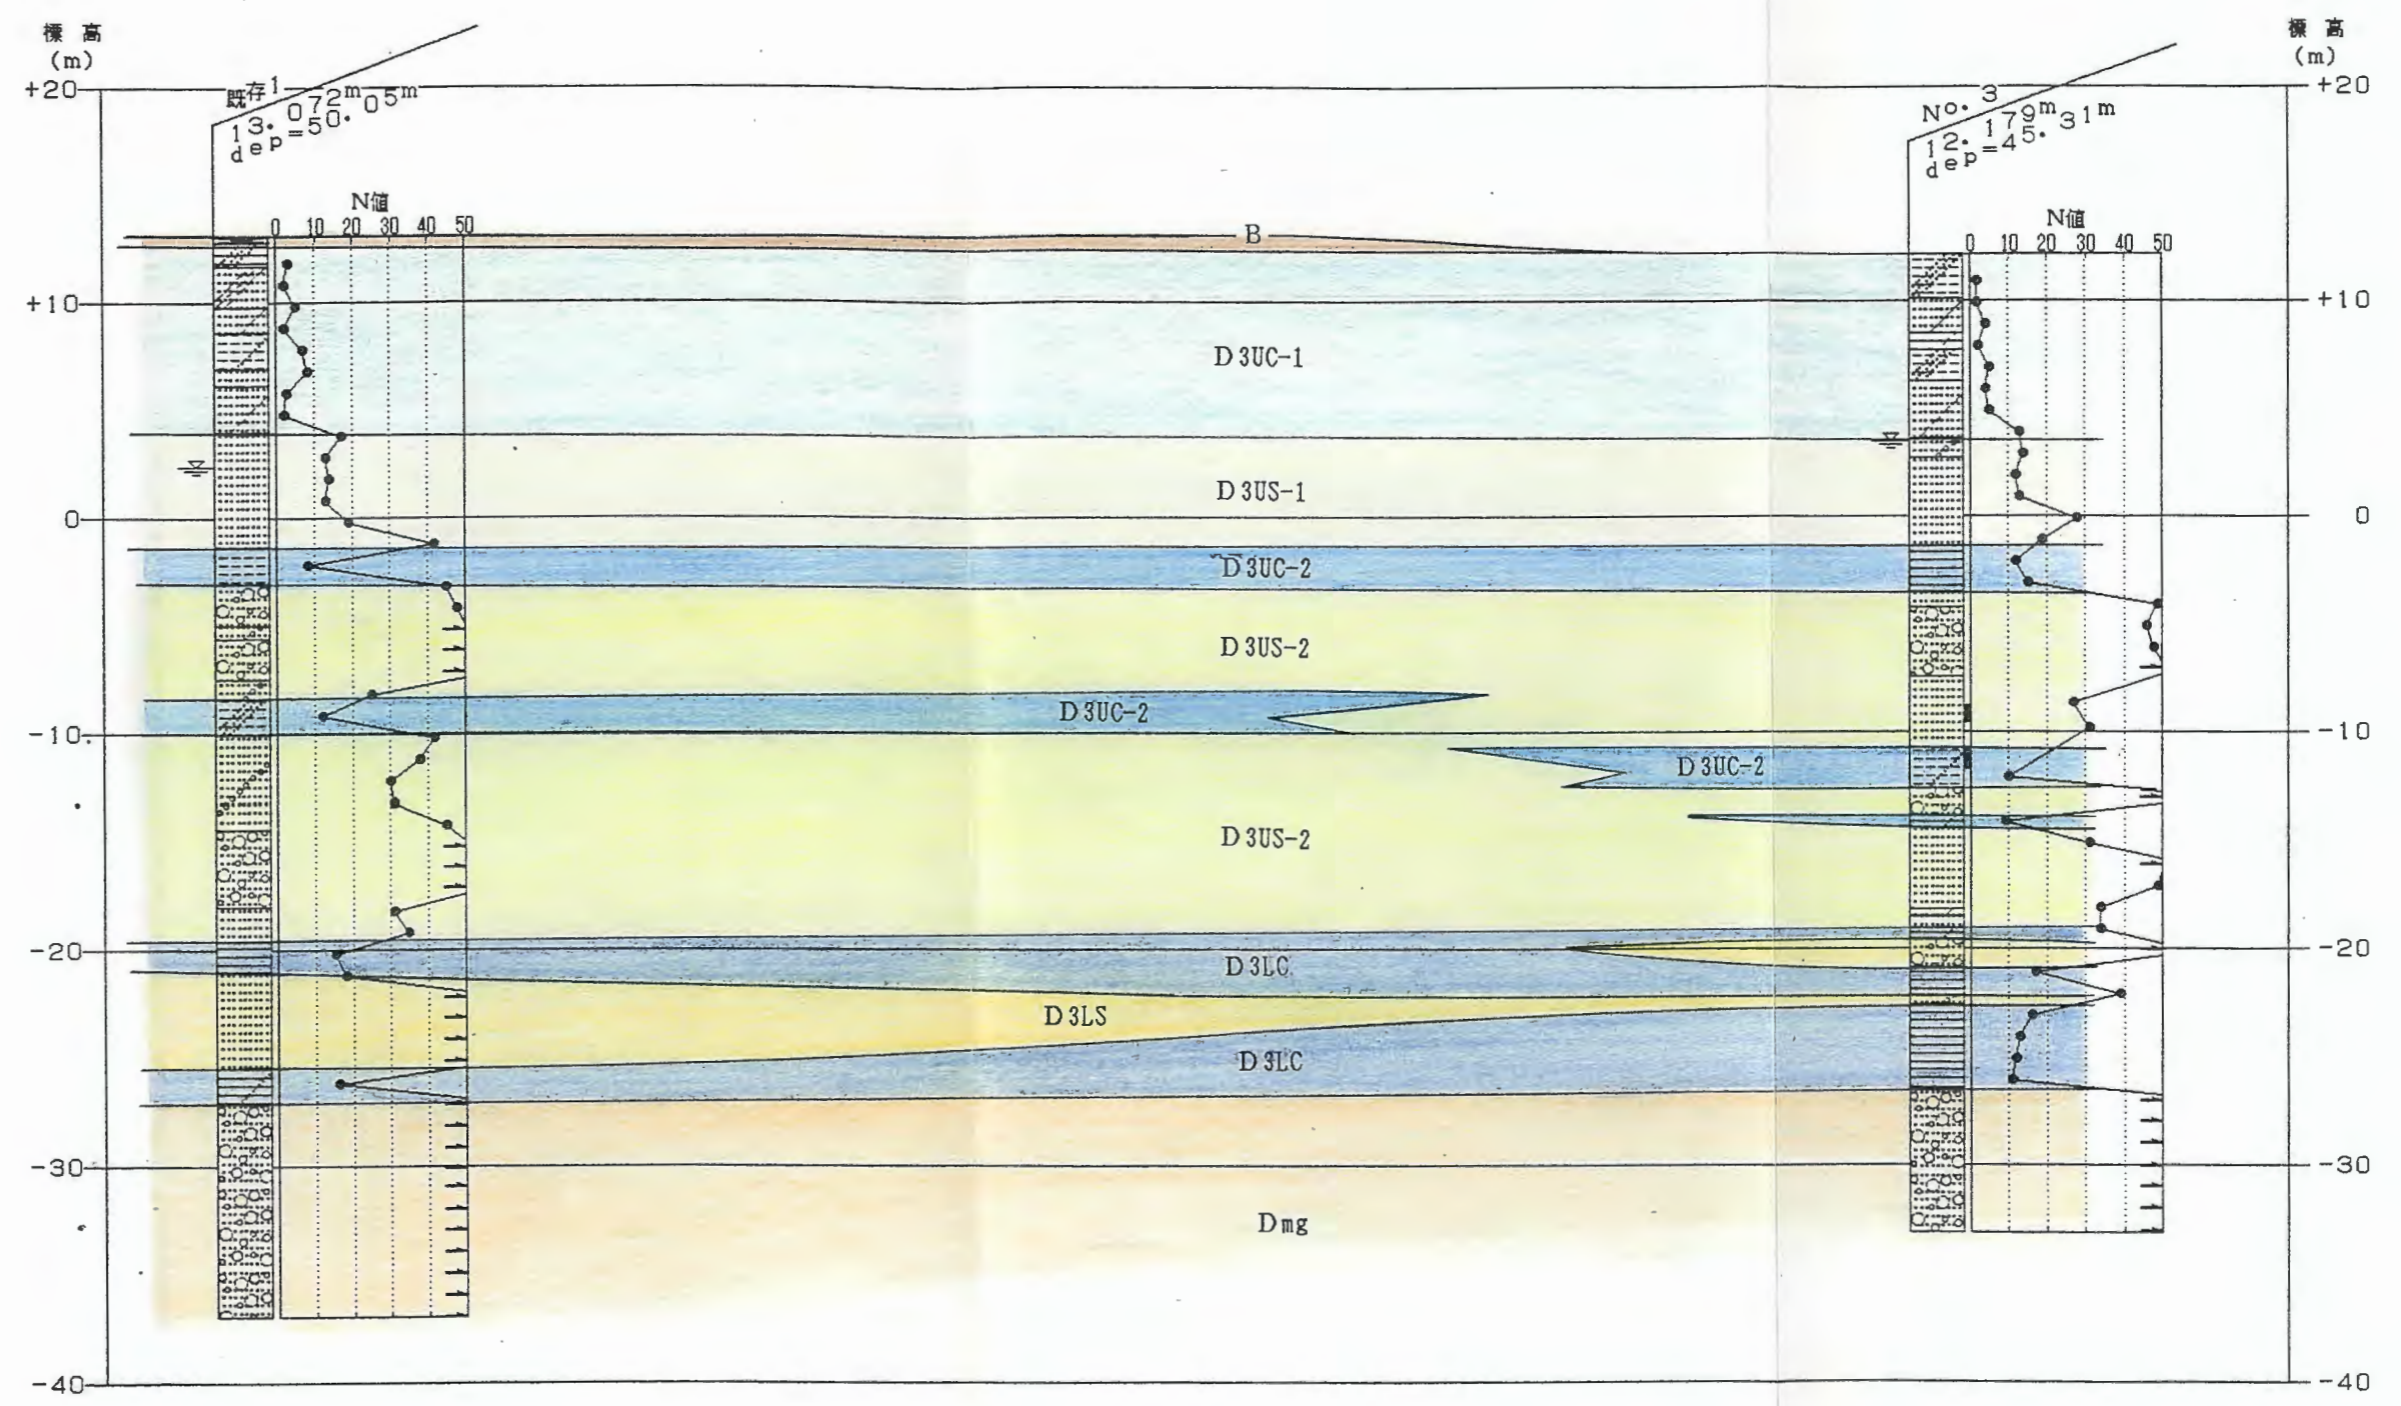 標 高
(m)
標 高
(m)
+20
既存1
13.072m
dep=50.05m
No.3
12.179m
dep=45.31m
+20
N値
0 10 20 30 40 50
N値
0 10 20 30 40 50
B
+10
+10
D3UC-1
D3US-1
0
0
D3UC-2
D3US-2
D3UC-2
-10
-10
D3UC-2
D3US-2
-20
-20
D3LC
D3LS
D3LC
-30
-30
Dmg
-40
-40